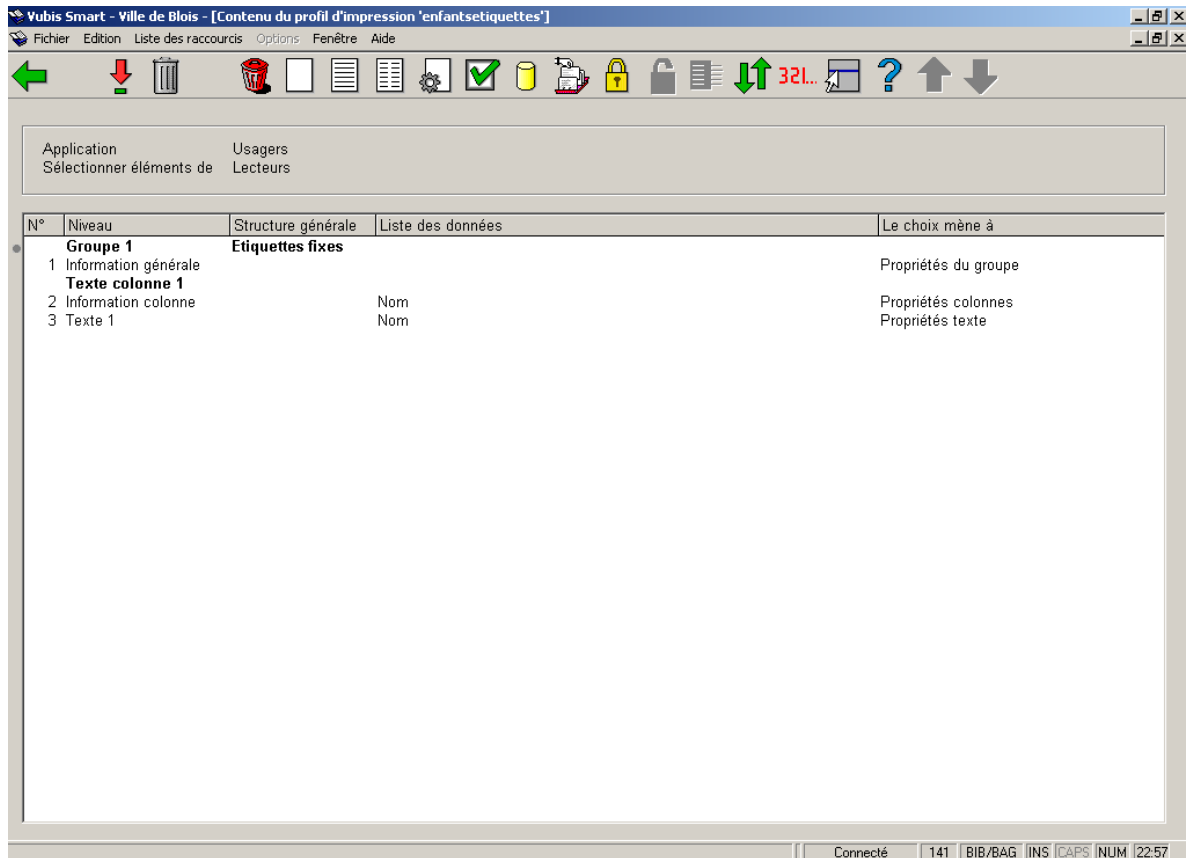 Vubis Smart - Ville de Blois - [Contenu du profil d'impression 'enfantsetiquettes']
Fichier Edition Liste des raccourcis Options Fenêtre Aide
321...
Application Usagers
Sélectionner éléments de Lecteurs
N° Niveau Structure générale Liste des données Le choix mène à
Groupe 1 Etiquettes fixes
1 Information générale Propriétés du groupe
Texte colonne 1
2 Information colonne Nom Propriétés colonnes
3 Texte 1 Nom Propriétés texte
Connecté 141 BIB/BAG INS CAPS NUM 22:57